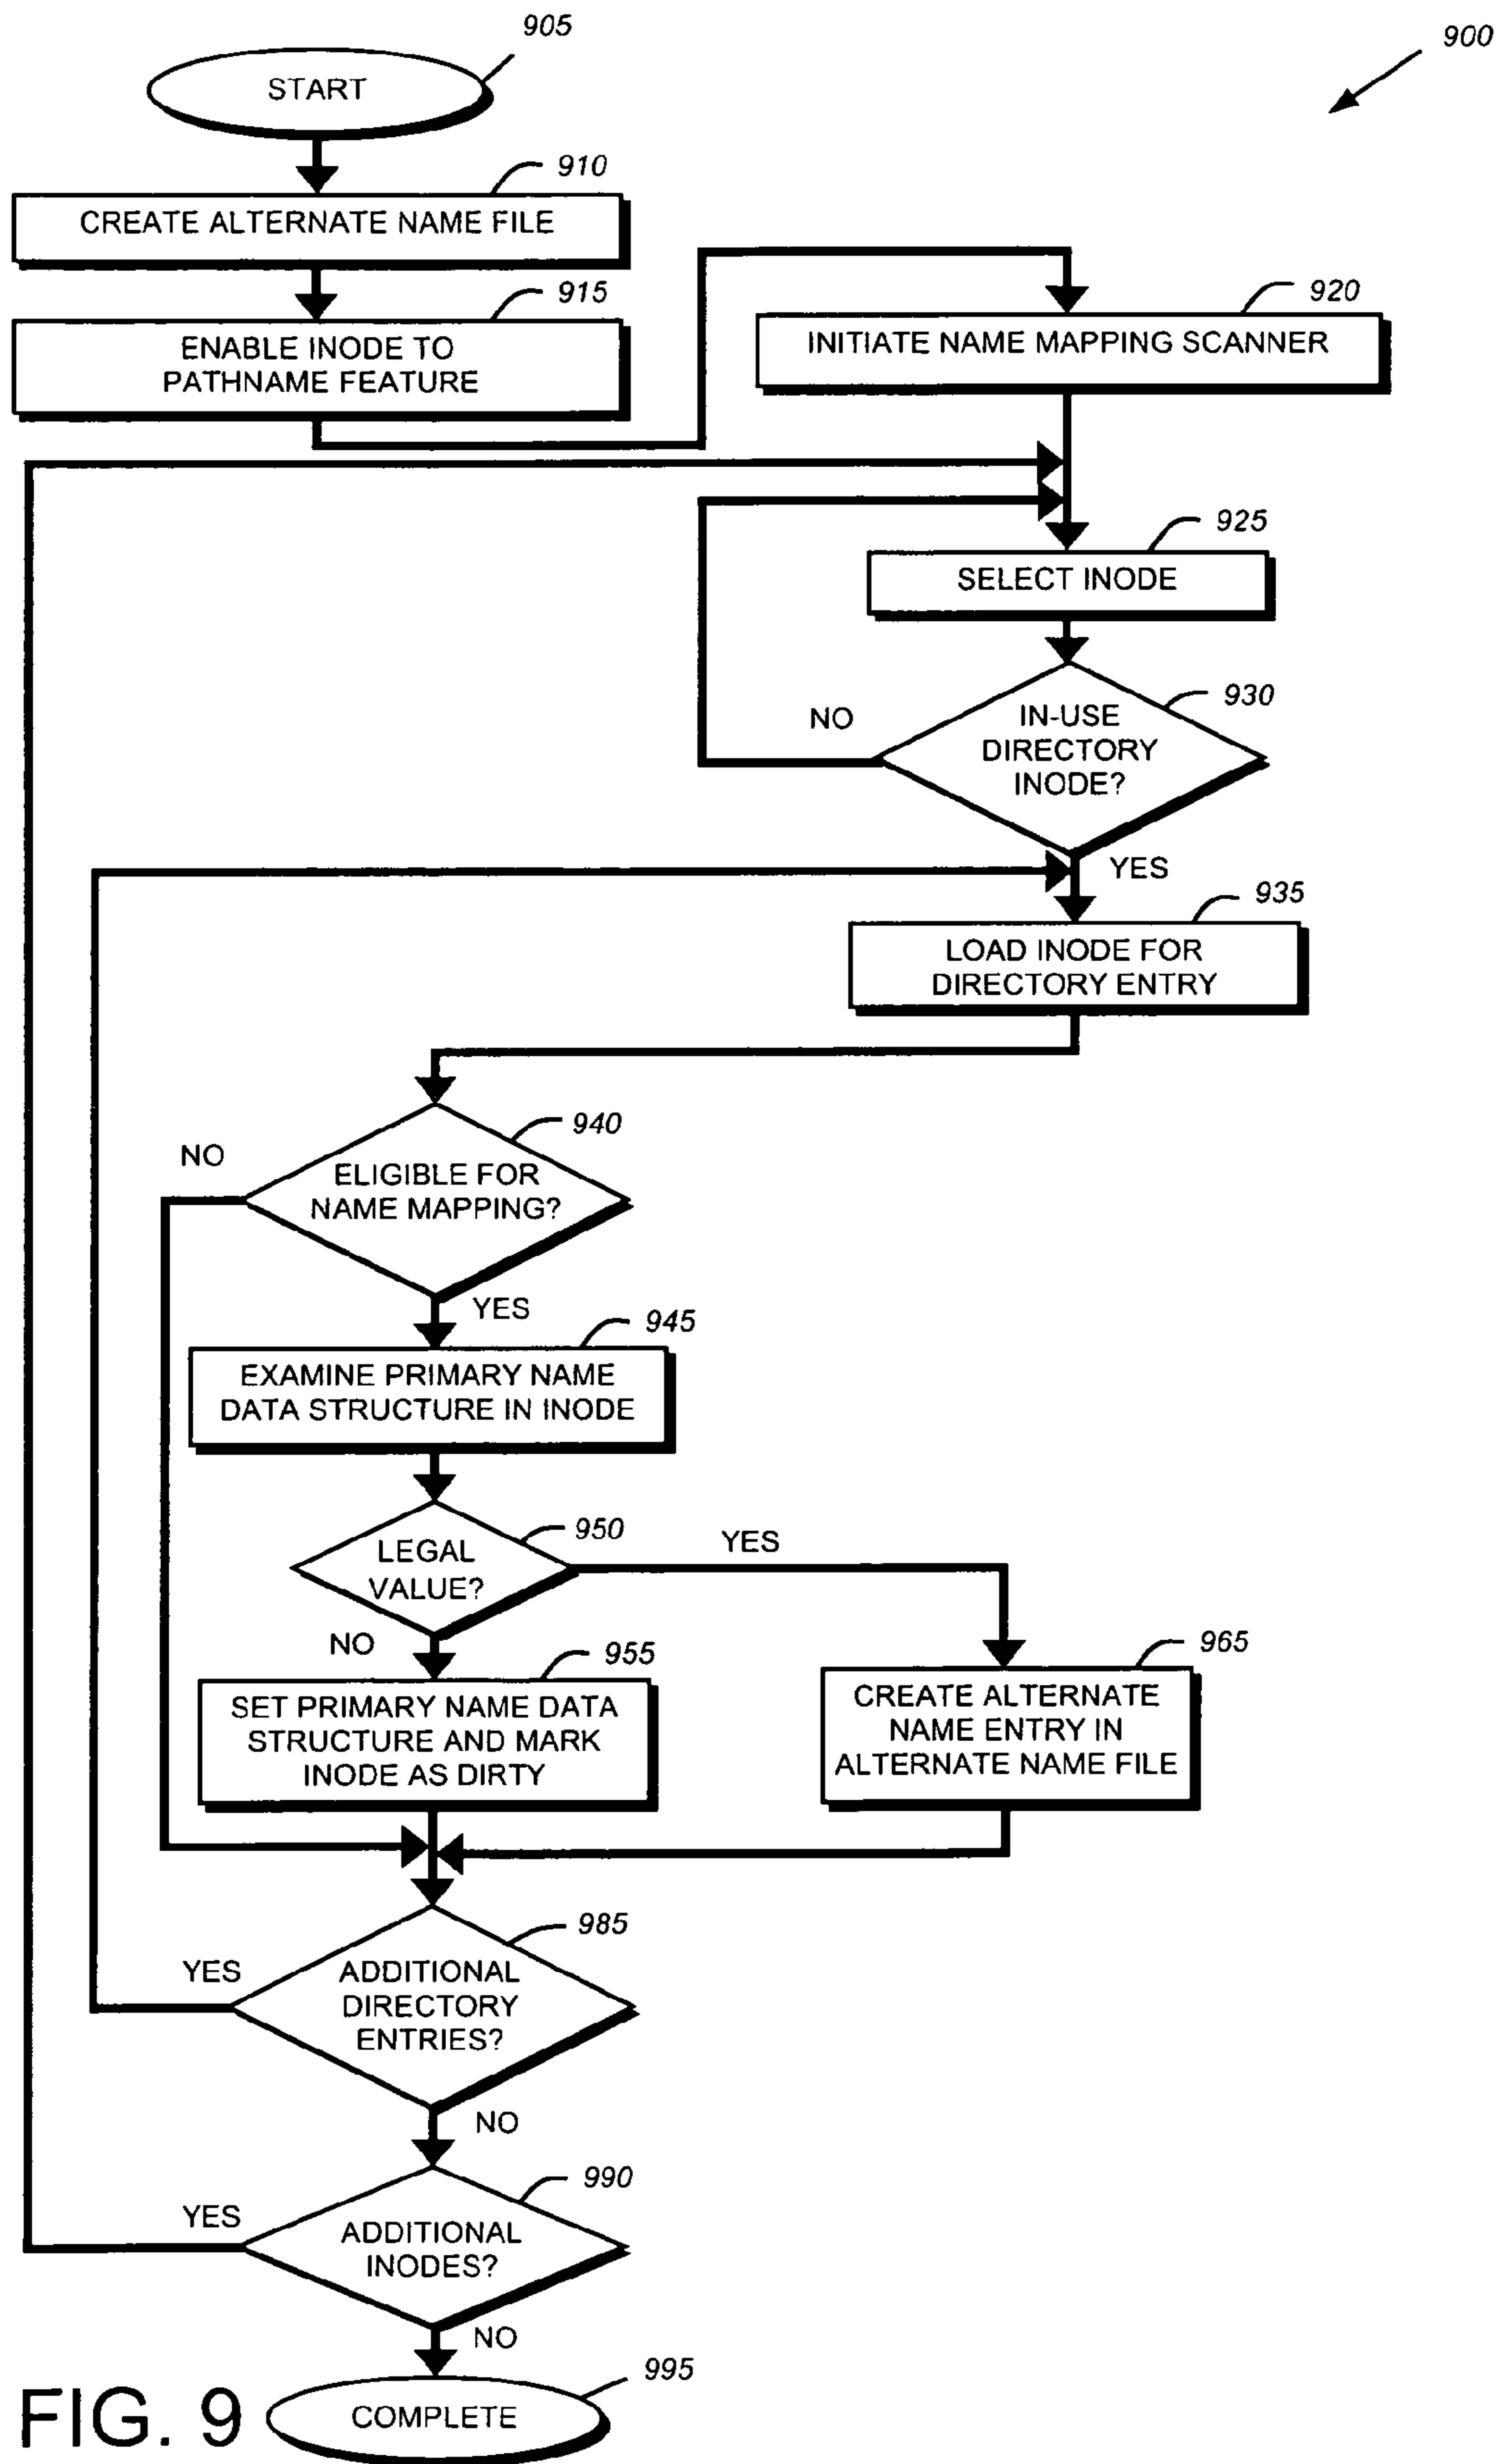 905
900
START
910
CREATE ALTERNATE NAME FILE
915
ENABLE INODE TO
PATHNAME FEATURE
920
INITIATE NAME MAPPING SCANNER
925
SELECT INODE
930
NO
IN-USE
DIRECTORY
INODE?
YES
935
LOAD INODE FOR
DIRECTORY ENTRY
940
NO
ELIGIBLE FOR
NAME MAPPING?
YES
945
EXAMINE PRIMARY NAME
DATA STRUCTURE IN INODE
950
YES
LEGAL
VALUE?
NO
955
SET PRIMARY NAME DATA
STRUCTURE AND MARK
INODE AS DIRTY
965
CREATE ALTERNATE
NAME ENTRY IN
ALTERNATE NAME FILE
985
YES
ADDITIONAL
DIRECTORY
ENTRIES?
NO
990
YES
ADDITIONAL
INODES?
NO
995
COMPLETE
FIG. 9